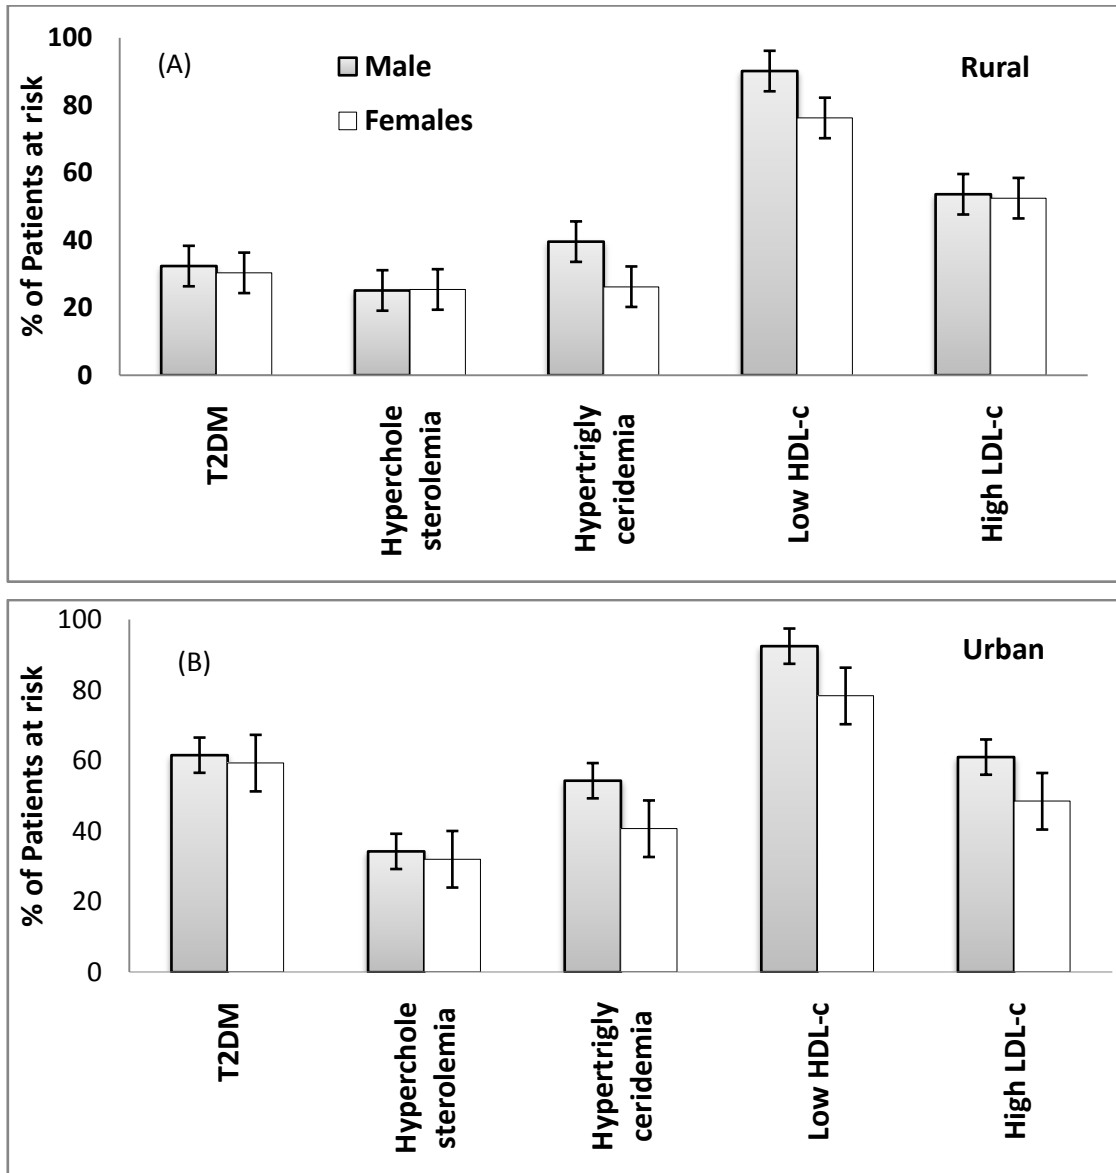 (A)
Male
Females
Rural
% of Patients at risk
100
80
60
40
20
0
T2DM
Hyperchole
sterolemia
Hypertrigly
ceridemia
Low HDL-c
High LDL-c
(B)
Urban
% of Patients at risk
100
80
60
40
20
0
T2DM
Hyperchole
sterolemia
Hypertrigly
ceridemia
Low HDL-c
High LDL-c